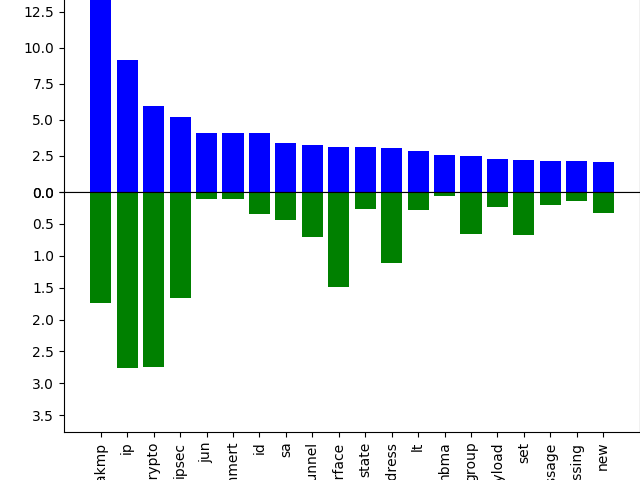 12.5
10.0
7.5
5.0
2.5
0.0
0.5
1.0
1.5
2.0
2.5
3.0
3.5
akmp
ip
rypto
ipsec
jun
nmert
id
sa
unnel
rface
state
dress
lt
nbma
group
yload
set
ssage
ssing
new